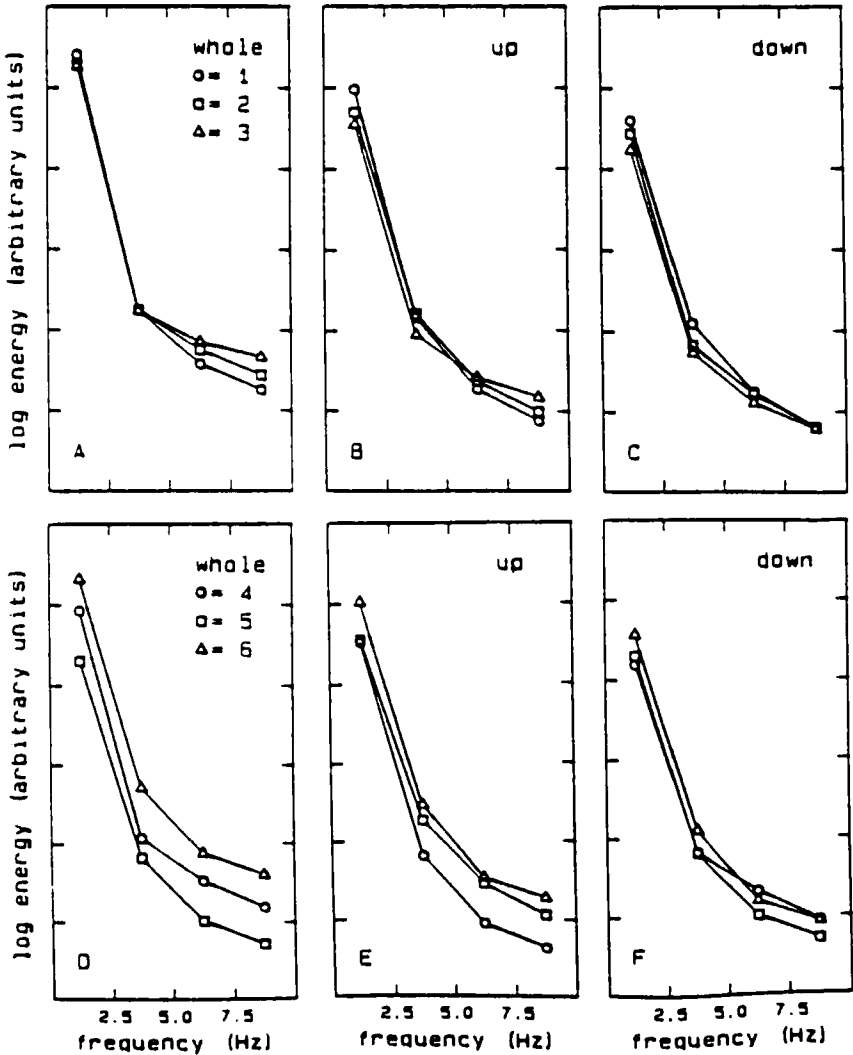 whole
o= 1
□= 2
△= 3
up
down
log energy (arbitrary units)
A
B
C
whole
o= 4
□= 5
△= 6
up
down
log energy (arbitrary units)
D
E
F
2.5 5.0 7.5
2.5 5.0 7.5
2.5 5.0 7.5
frequency (Hz)
frequency (Hz)
frequency (Hz)